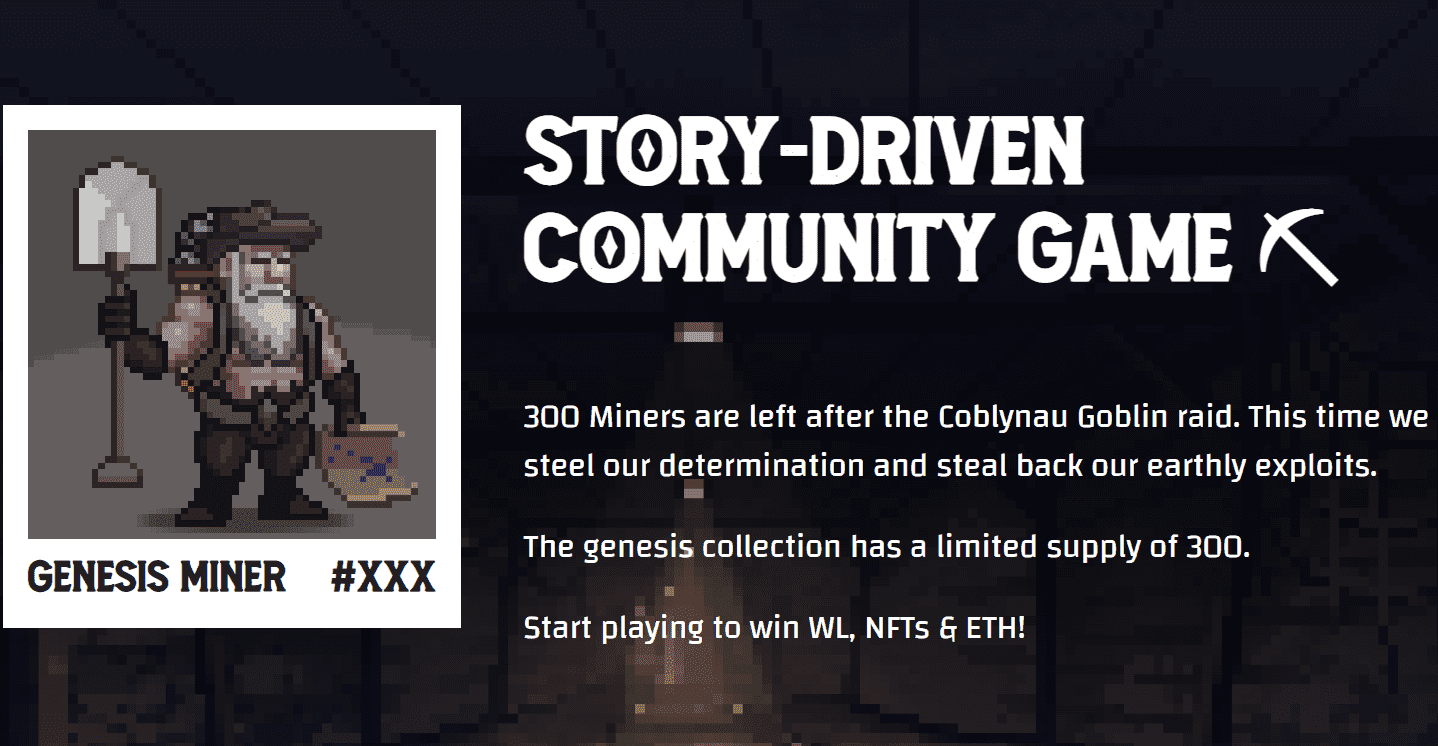 STORY-DRIVEN
COMMUNITY GAME
300 Miners are left after the Coblynau Goblin raid. This time we
steel our determination and steal back our earthly exploits.
The genesis collection has a limited supply of 300.
Start playing to win WL, NFTs & ETH!
GENESIS MINER #XXX